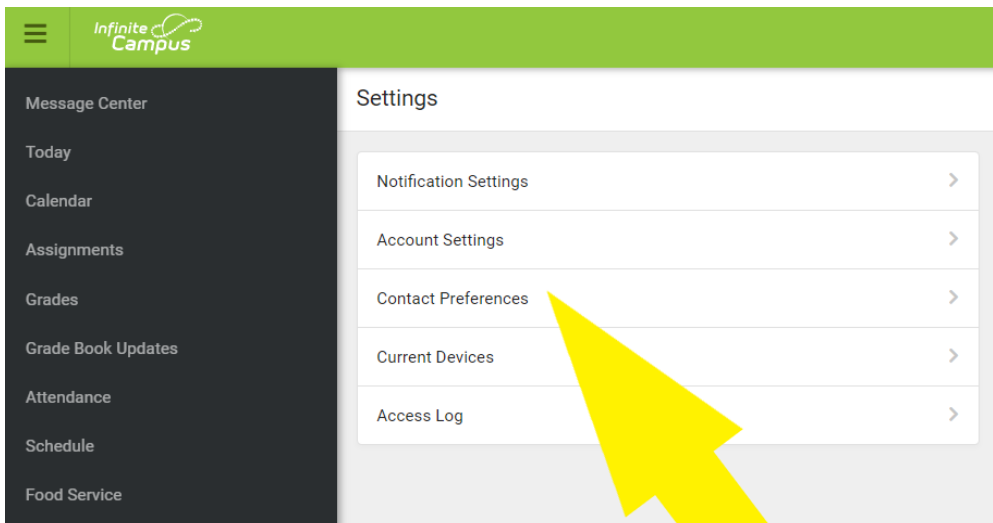 Infinite
Campus
Message Center
Today
Calendar
Assignments
Grades
Grade Book Updates
Attendance
Schedule
Food Service
Settings
Notification Settings
Account Settings
Contact Preferences
Current Devices
Access Log